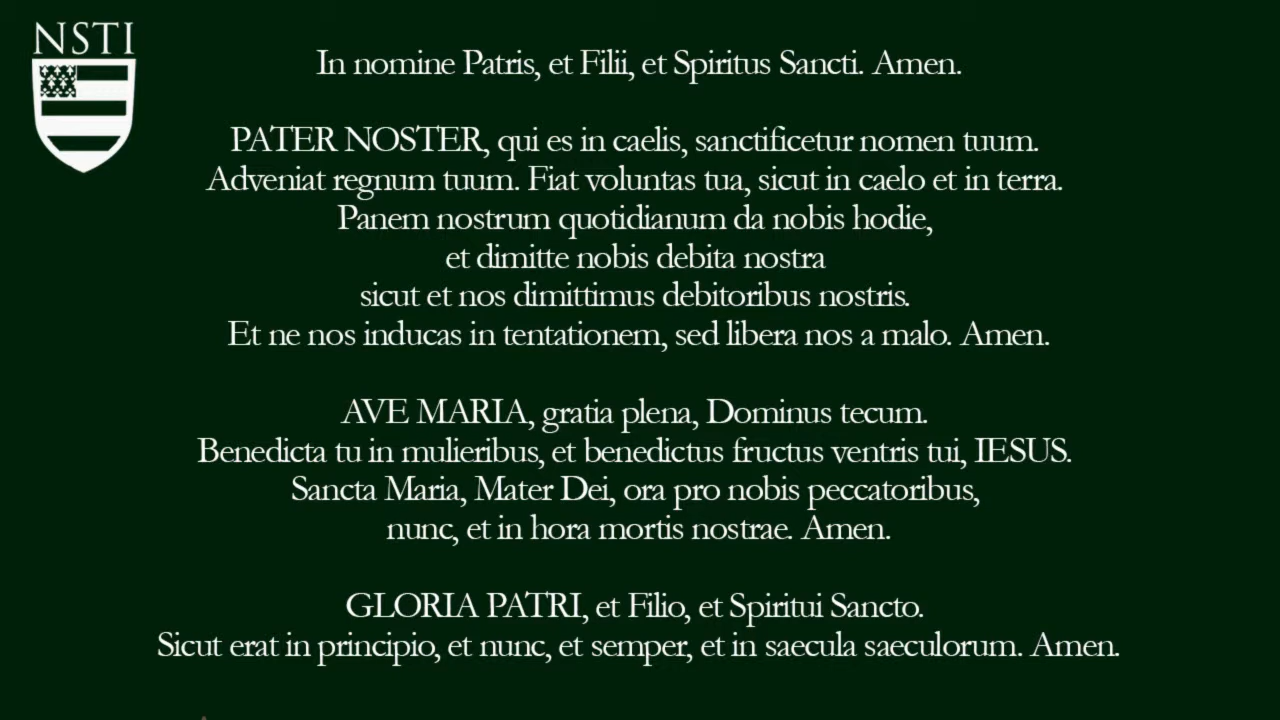 NSTI
In nomine Patris, et Filii, et Spiritus Sancti. Amen.
PATER NOSTER, qui es in caelis, sanctificetur nomen tuum.
Adveniat regnum tuum. Fiat voluntas tua, sicut in caelo et in terra.
Panem nostrum quotidianum da nobis hodie,
et dimitte nobis debita nostra
sicut et nos dimittimus debitoribus nostris.
Et ne nos inducas in tentationem, sed libera nos a malo. Amen.
AVE MARIA, gratia plena, Dominus tecum.
Benedicta tu in mulieribus, et benedictus fructus ventris tui, IESUS.
Sancta Maria, Mater Dei, ora pro nobis peccatoribus,
nunc, et in hora mortis nostrae. Amen.
GLORIA PATRI, et Filio, et Spiritui Sancto.
Sicut erat in principio, et nunc, et semper, et in saecula saeculorum. Amen.